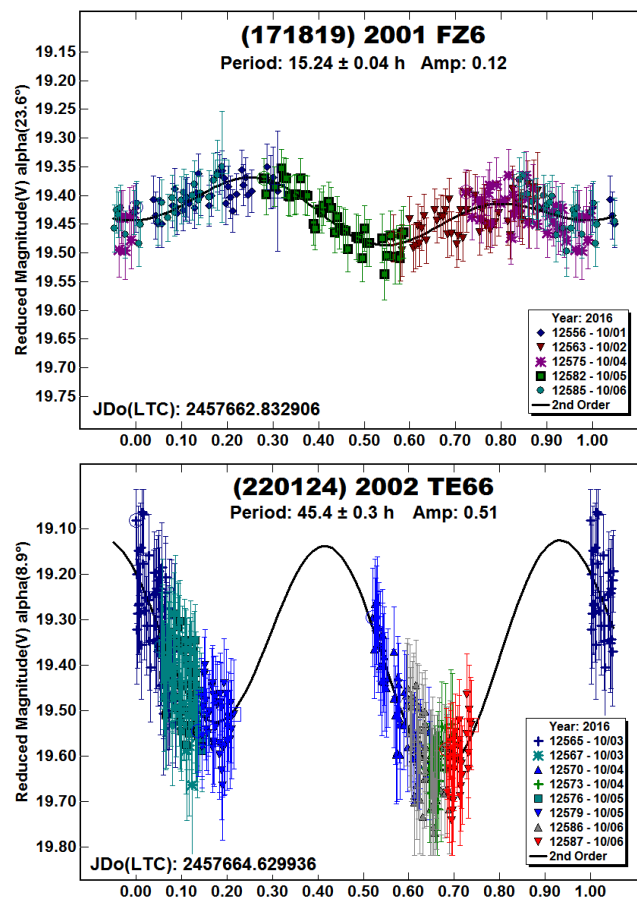 (171819) 2001 FZ6
Period: 15.24 ± 0.04 h Amp: 0.12
Reduced Magnitude(V) alpha(23.6°)
19.15
19.20
19.25
19.30
19.35
19.40
19.45
19.50
19.55
19.60
19.65
19.70
19.75
Year: 2016
12556 - 10/01
12563 - 10/02
12575 - 10/04
12582 - 10/05
12585 - 10/06
2nd Order
JDo(LTC): 2457662.832906
0.00 0.10 0.20 0.30 0.40 0.50 0.60 0.70 0.80 0.90 1.00
(220124) 2002 TE66
Period: 45.4 ± 0.3 h Amp: 0.51
Reduced Magnitude(V) alpha(8.9°)
19.10
19.20
19.30
19.40
19.50
19.60
19.70
19.80
Year: 2016
12565 - 10/03
12567 - 10/03
12570 - 10/04
12573 - 10/04
12576 - 10/05
12579 - 10/05
12586 - 10/06
12587 - 10/06
2nd Order
JDo(LTC): 2457664.629936
0.00 0.10 0.20 0.30 0.40 0.50 0.60 0.70 0.80 0.90 1.00